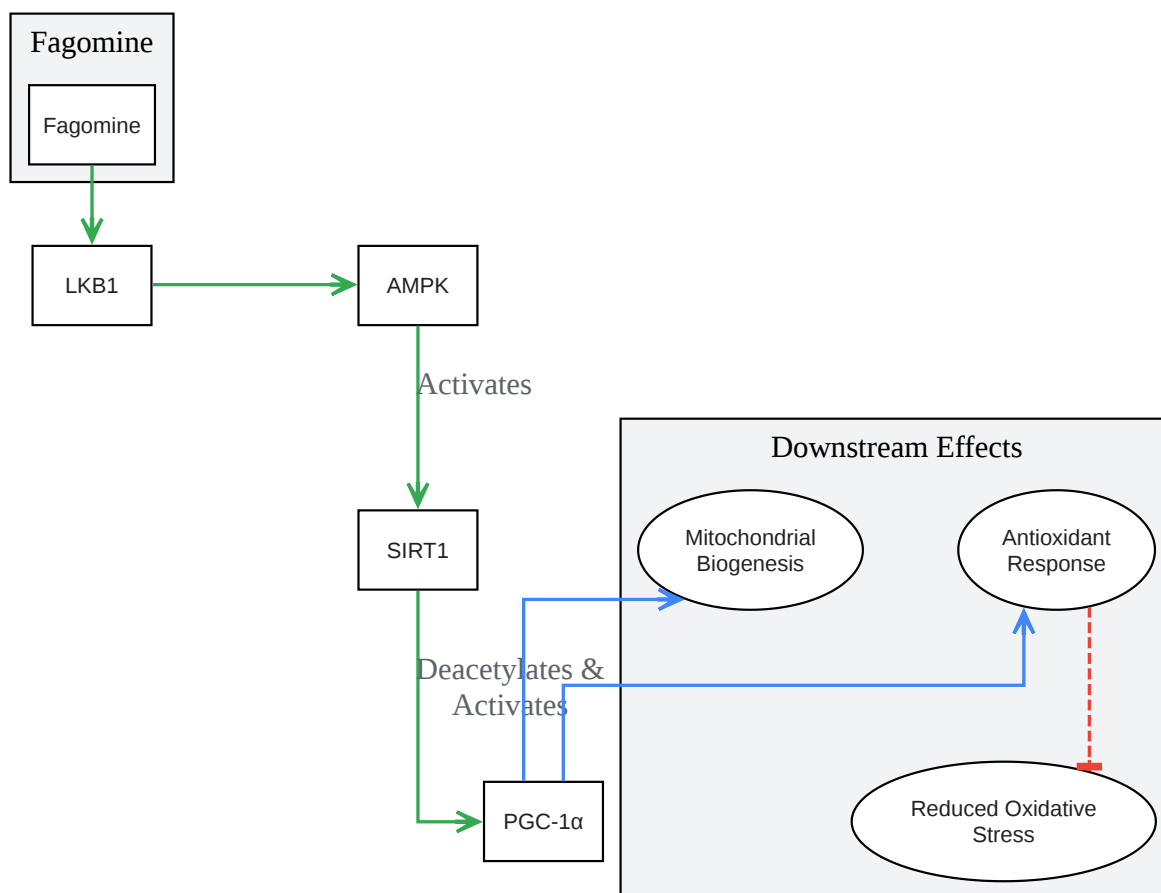 Fagomine
Fagomine
LKB1
AMPK
Activates
Downstream Effects
SIRT1
Mitochondrial
Biogenesis
Antioxidant
Response
Deacetylates &
Activates
PGC-1α
Reduced Oxidative
Stress